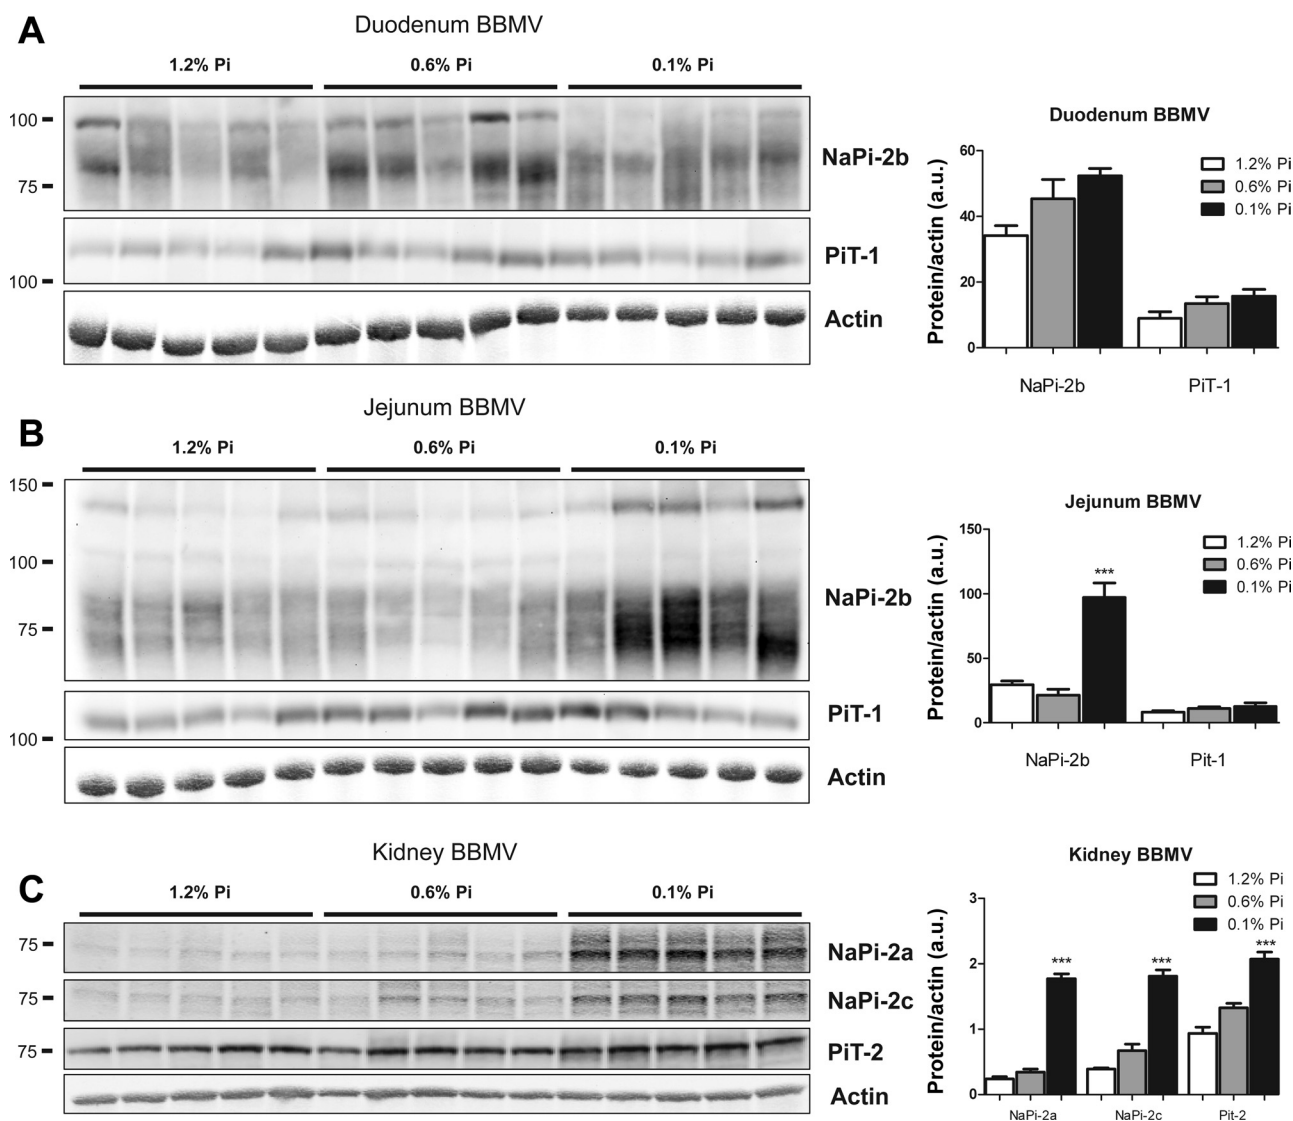 A
Duodenum BBMV
1.2% Pi 0.6% Pi 0.1% Pi
100
75
NaPi-2b
PiT-1
100
Actin
Duodenum BBMV
1.2% Pi
0.6% Pi
0.1% Pi
Protein/actin (a.u.)
60
40
20
0
NaPi-2b PiT-1
B
Jejunum BBMV
1.2% Pi 0.6% Pi 0.1% Pi
150
100
75
NaPi-2b
PiT-1
100
Actin
Jejunum BBMV
1.2% Pi
0.6% Pi
0.1% Pi
Protein/actin (a.u.)
150
100
50
0
***
NaPi-2b Pit-1
C
Kidney BBMV
1.2% Pi 0.6% Pi 0.1% Pi
75
NaPi-2a
75
NaPi-2c
75
PiT-2
Actin
Kidney BBMV
1.2% Pi
0.6% Pi
0.1% Pi
Protein/actin (a.u.)
3
2
1
0
*** *** ***
NaPi-2a NaPi-2c Pit-2